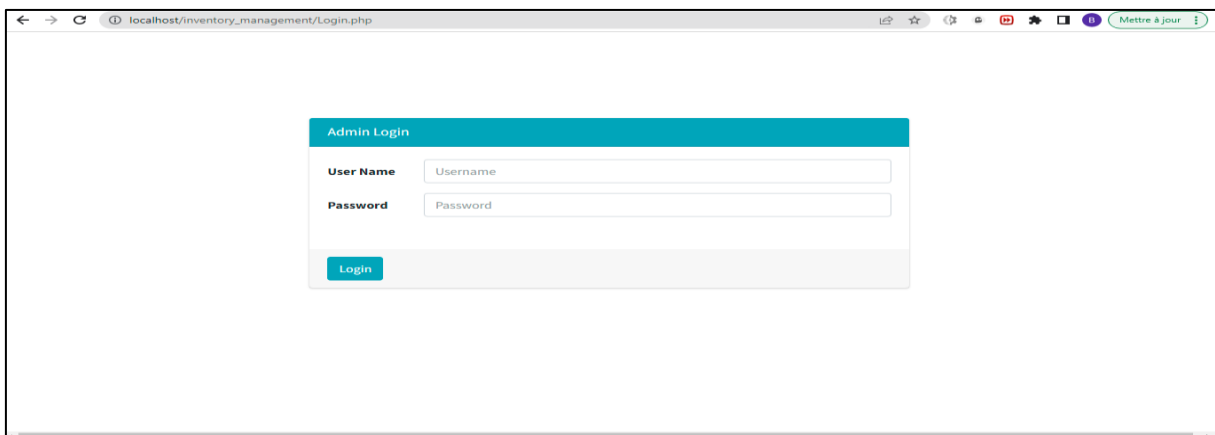 localhost/inventory_management/Login.php
B
Mettre à jour
Admin Login
User Name
Username
Password
Password
Login